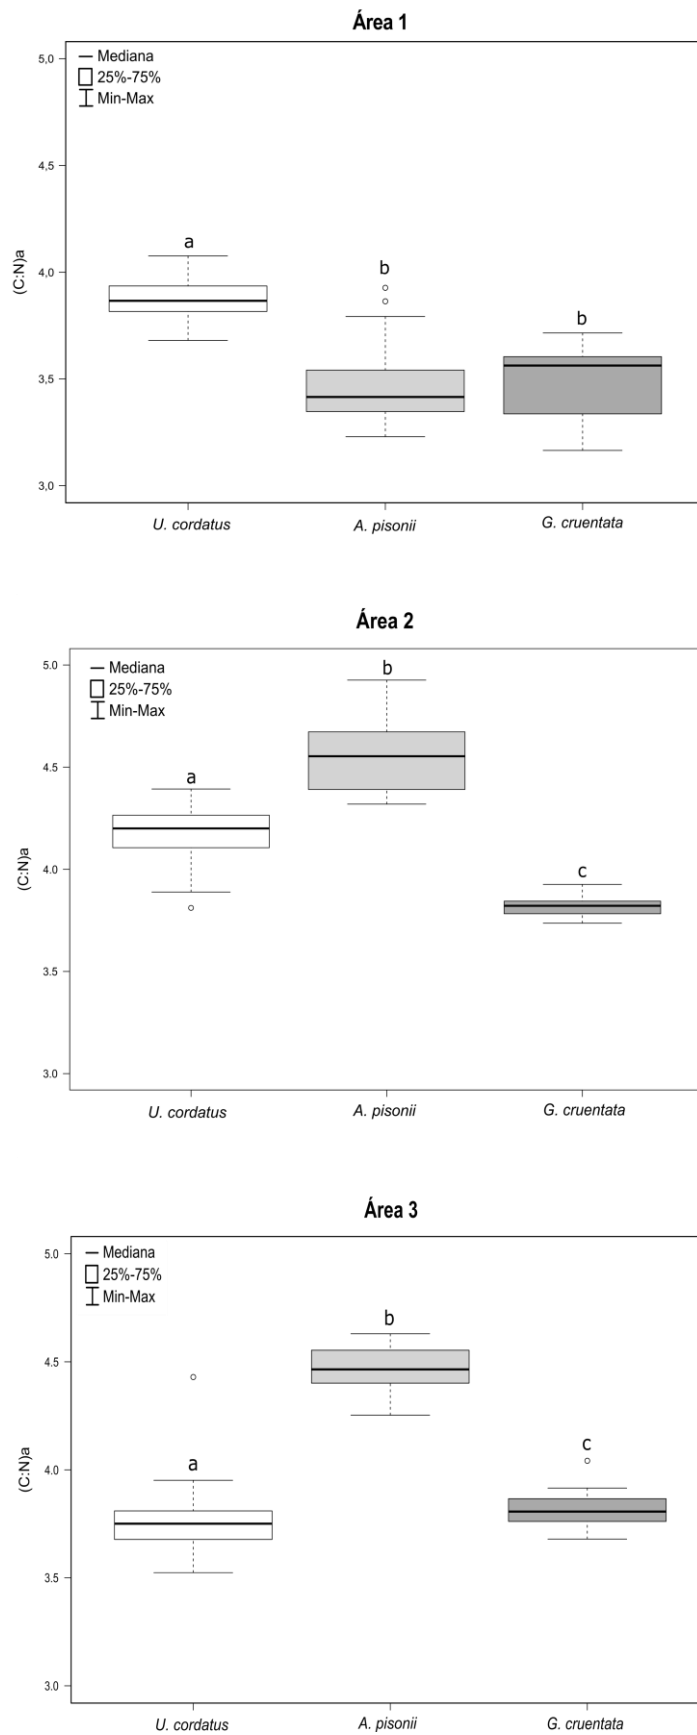 Área 1
5,0
— Mediana
25%-75%
Min-Max
4,5
a
b
b
4,0
(C:N)a
3,5
3,0
U. cordatus
A. pisonii
G. cruentata
Área 2
5.0
— Mediana
25%-75%
Min-Max
b
4.5
a
4.0
c
(C:N)a
3.5
3.0
U. cordatus
A. pisonii
G. cruentata
Área 3
5.0
— Mediana
25%-75%
Min-Max
b
4.5
a
c
4.0
(C:N)a
3.5
3.0
U. cordatus
A. pisonii
G. cruentata